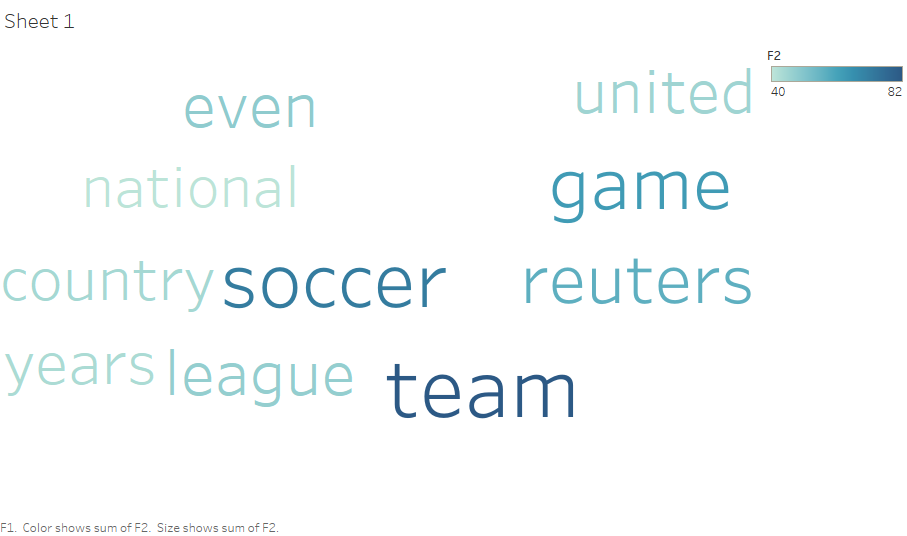 Sheet 1
F2
40 82
even
united
national
game
country
soccer
reuters
years
league
team
F1. Color shows sum of F2. Size shows sum of F2.